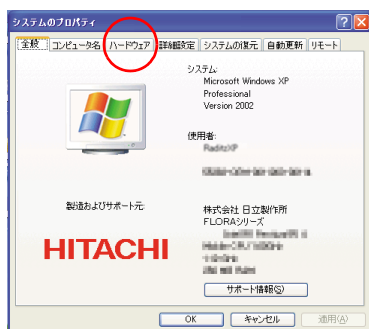 システムのプロパティ
全般 コンピュータ名 ハードウェア 詳細設定 システムの復元 自動更新 リモート
システム:
Microsoft Windows XP
Professional
Version 2002
使用者:
製造およびサポート元:
株式会社 日立製作所
FLORAシリーズ
HITACHI
サポート情報(S)
OK キャンセル 適用(A)